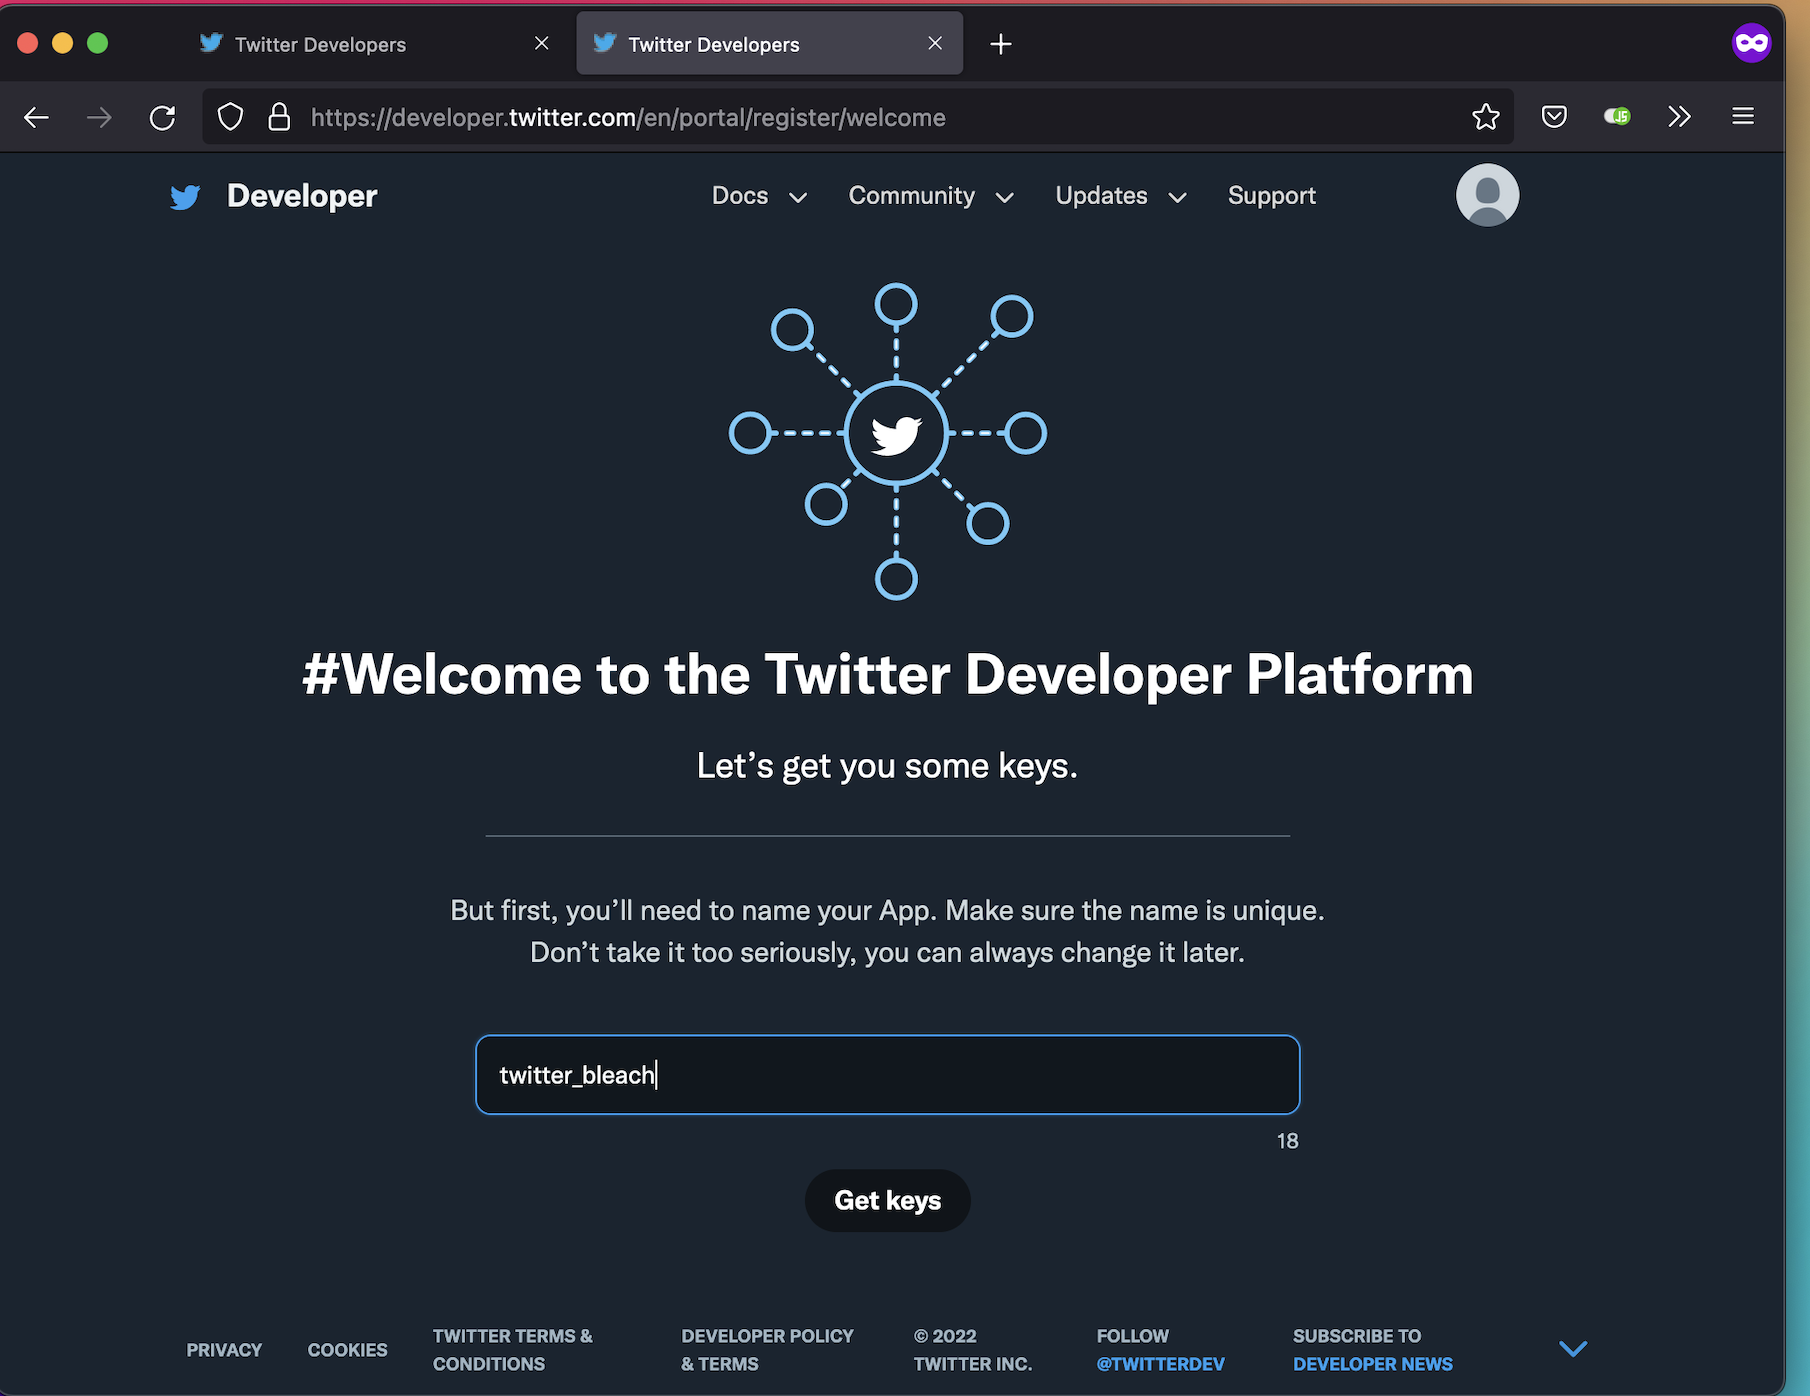 Twitter Developers
Twitter Developers
https://developer.twitter.com/en/portal/register/welcome
JS
Developer
Docs
Community
Updates
Support
#Welcome to the Twitter Developer Platform
Let’s get you some keys.
But first, you’ll need to name your App. Make sure the name is unique.
Don’t take it too seriously, you can always change it later.
twitter_bleach
18
Get keys
PRIVACY
COOKIES
TWITTER TERMS &
CONDITIONS
DEVELOPER POLICY
& TERMS
© 2022
TWITTER INC.
FOLLOW
@TWITTERDEV
SUBSCRIBE TO
DEVELOPER NEWS